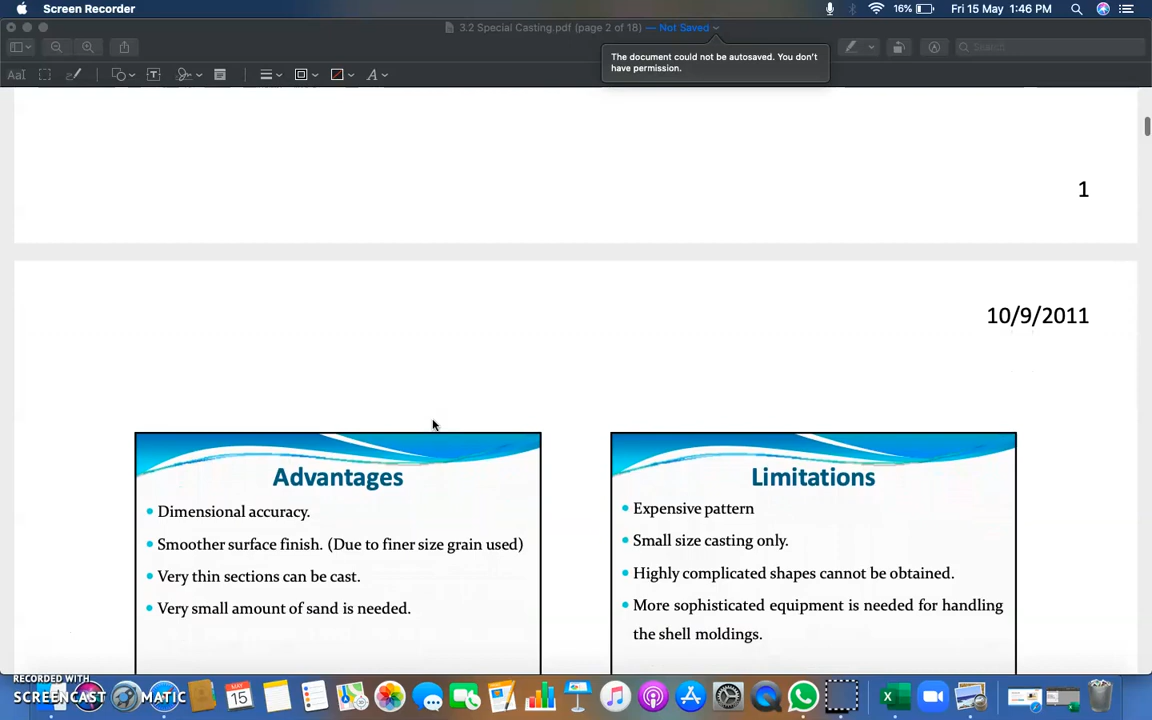 Screen Recorder
16%
Fri 15 May 1:46 PM
3.2 Special Casting.pdf (page 2 of 18) — Not Saved
The document could not be autosaved. You don't
have permission.
Search
AaI
T
A
1
10/9/2011
Advantages
Dimensional accuracy.
Smoother surface finish. (Due to finer size grain used)
Very thin sections can be cast.
Very small amount of sand is needed.
Limitations
Expensive pattern
Small size casting only.
Highly complicated shapes cannot be obtained.
More sophisticated equipment is needed for handling
the shell moldings.
RECORDED WITH
SCREENCAST MATIC
MAY
15